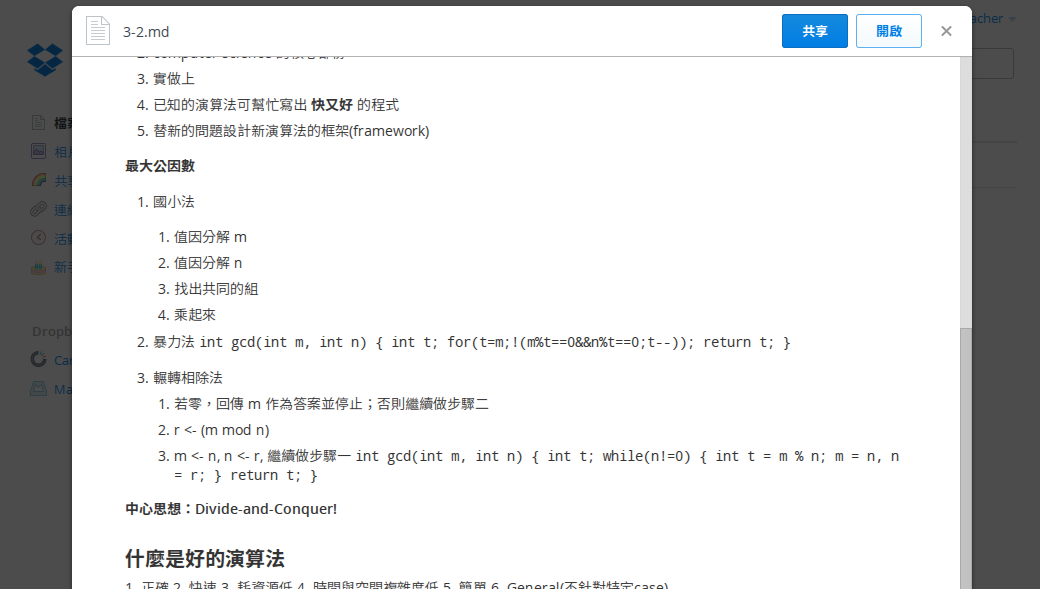 3-2.md
共享
開啟
×
acher
檔案
相片
共享
連結
活動
新手
Dropb
Car
Ma
3. 實做上
4. 已知的演算法可幫忙寫出 快又好 的程式
5. 替新的問題設計新演算法的框架(framework)
最大公因數
1. 國小法
1. 值因分解 m
2. 值因分解 n
3. 找出共同的組
4. 乘起來
2. 暴力法 int gcd(int m, int n) { int t; for(t=m;!(m%t==0&&n%t==0;t--)); return t; }
3. 輾轉相除法
1. 若零，回傳 m 作為答案並停止；否則繼續做步驟二
2. r <- (m mod n)
3. m <- n, n <- r, 繼續做步驟一 int gcd(int m, int n) { int t; while(n!=0) { int t = m % n; m = n, n
= r; } return t; }
中心思想：Divide-and-Conquer!
什麼是好的演算法
1. 正確 2. 快速 3. 耗資源低 4. 時間與空間複雜度低 5. 簡單 6. General(不針對特定case)